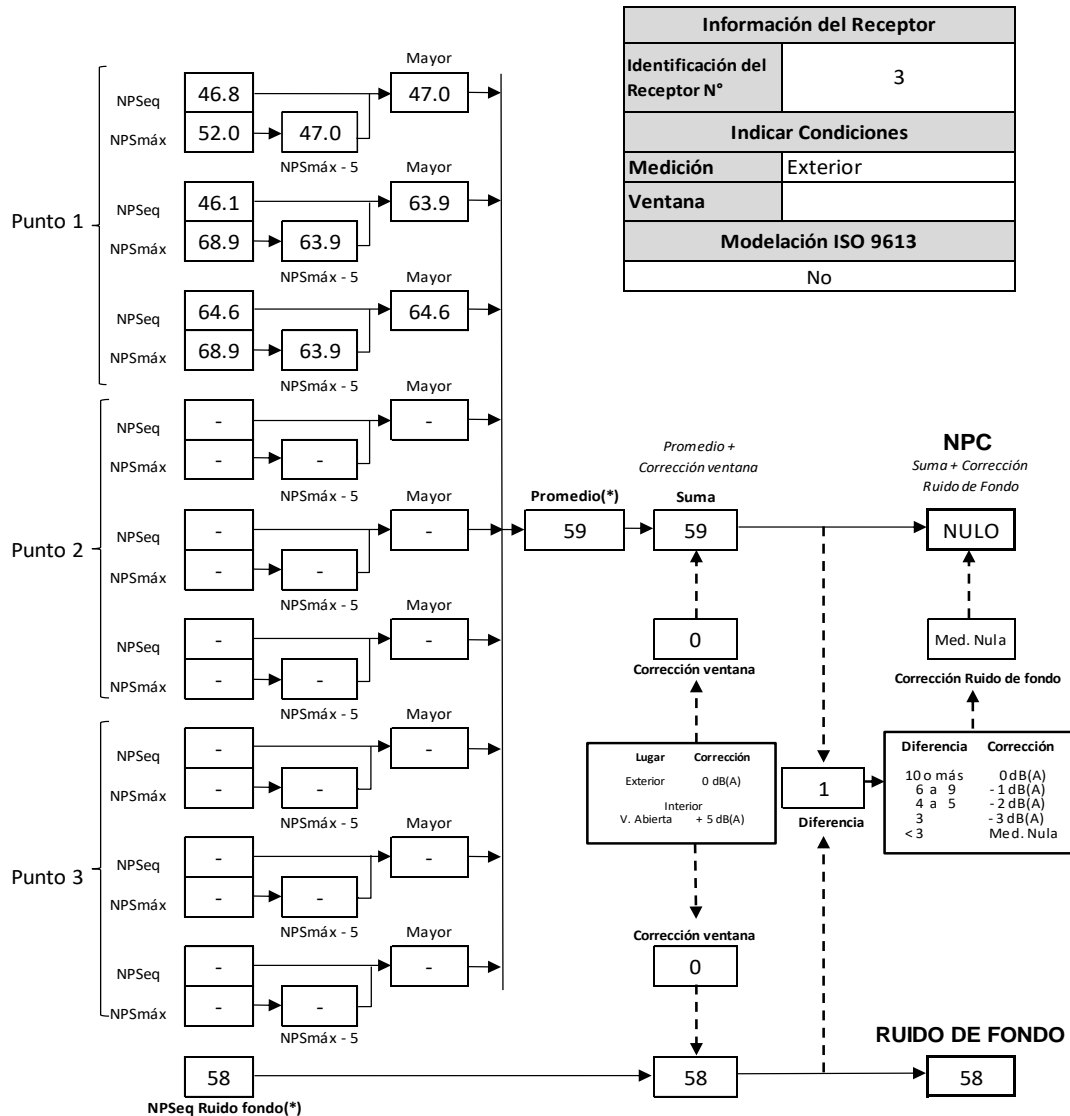 Información del Receptor
Identificación del
Receptor N°
3
Indicar Condiciones
Medición
Exterior
Ventana
Modelación ISO 9613
No
Punto 1
Mayor
NPSeq
46.8
47.0
NPSmáx
52.0
47.0
NPSmáx - 5
Mayor
NPSeq
46.1
63.9
NPSmáx
68.9
63.9
NPSmáx - 5
Mayor
NPSeq
64.6
64.6
NPSmáx
68.9
63.9
NPSmáx - 5
Punto 2
Mayor
NPSeq
-
-
NPSmáx
-
-
NPSmáx - 5
Mayor
NPSeq
-
-
NPSmáx
-
-
NPSmáx - 5
Mayor
NPSeq
-
-
NPSmáx
-
-
NPSmáx - 5
Punto 3
Mayor
NPSeq
-
-
NPSmáx
-
-
NPSmáx - 5
Mayor
NPSeq
-
-
NPSmáx
-
-
NPSmáx - 5
Mayor
NPSeq
-
-
NPSmáx
-
-
NPSmáx - 5
Promedio(*)
59
Promedio +
Corrección ventana
Suma
59
NPC
Suma + Corrección
Ruido de Fondo
NULO
0
Corrección ventana
Med. Nula
Corrección Ruido de fondo
Lugar Corrección
Exterior 0 dB(A)
Interior
V. Abierta + 5 dB(A)
1
Diferencia
Diferencia Corrección
10 o más 0 dB(A)
6 a 9 - 1 dB(A)
4 a 5 - 2 dB(A)
3 - 3 dB(A)
< 3 Med. Nula
Corrección ventana
0
RUIDO DE FONDO
58
58
58
NPSeq Ruido fondo(*)